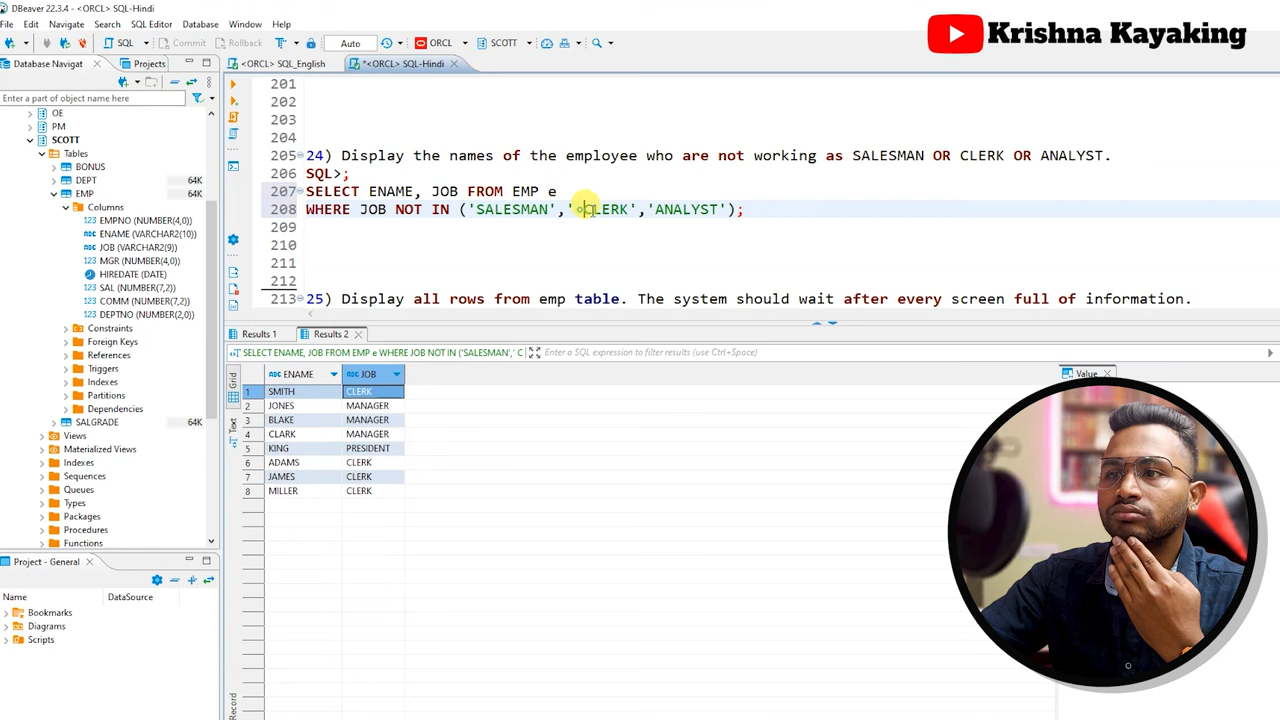 DBeaver 22.3.4 - <ORCL> SQL-Hindi
File Edit Navigate Search SQL Editor Database Window Help
SQL Commit Rollback Auto ORCL SCOTT
Krishna Kayaking
Database Navigat Projects
<ORCL> SQL_English *<ORCL> SQL-Hindi
Enter a part of object name here
OE
PM
SCOTT
Tables
BONUS
DEPT 64K
EMP 64K
Columns
EMPNO (NUMBER(4,0))
ENAME (VARCHAR2(10))
JOB (VARCHAR2(9))
MGR (NUMBER(4,0))
HIREDATE (DATE)
SAL (NUMBER(7,2))
COMM (NUMBER(7,2))
DEPTNO (NUMBER(2,0))
Constraints
Foreign Keys
References
Triggers
Indexes
Partitions
Dependencies
SALGRADE 64K
Views
Materialized Views
Indexes
Sequences
Queues
Types
Packages
Procedures
Functions
Project - General
Name DataSource
Bookmarks
Diagrams
Scripts
201
202
203
204
205 24) Display the names of the employee who are not working as SALESMAN OR CLERK OR ANALYST.
206 SQL>;
207 SELECT ENAME, JOB FROM EMP e
208 WHERE JOB NOT IN ('SALESMAN',' CLERK','ANALYST');
209
210
211
212
213 25) Display all rows from emp table. The system should wait after every screen full of information.
Results 1 Results 2
SELECT ENAME, JOB FROM EMP e WHERE JOB NOT IN ('SALESMAN',' C Enter a SQL expression to filter results (use Ctrl+Space)
Grid
Text
Record
ENAME JOB
1 SMITH CLERK
2 JONES MANAGER
3 BLAKE MANAGER
4 CLARK MANAGER
5 KING PRESIDENT
6 ADAMS CLERK
7 JAMES CLERK
8 MILLER CLERK
Value